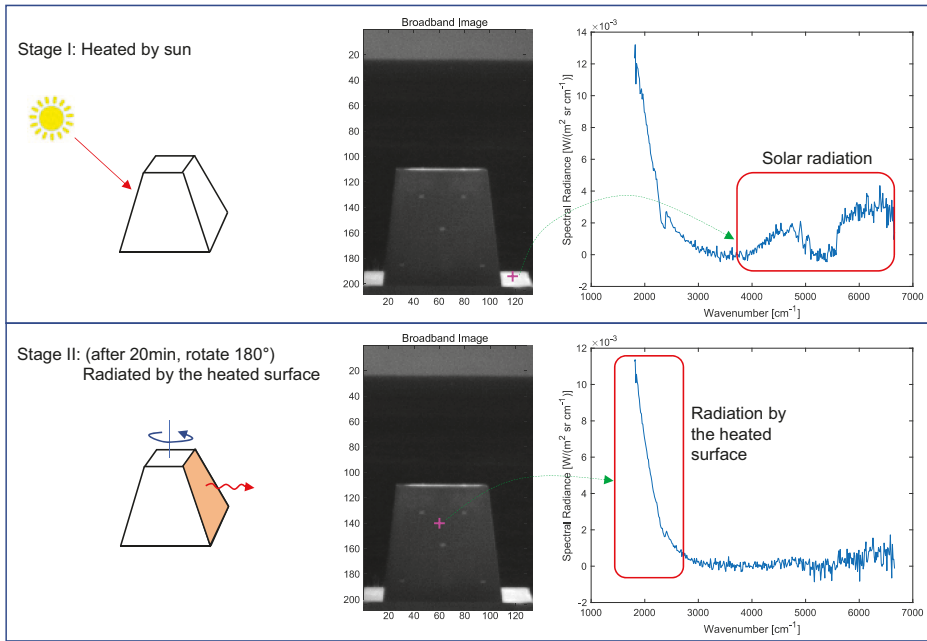 Stage I: Heated by sun
Broadband Image
20
40
60
80
100
120
140
160
180
200
20 40 60 80 100 120
×10⁻³
14
12
10
8
6
4
2
0
-2
Spectral Radiance [W/(m² sr cm⁻¹)]
Solar radiation
1000 2000 3000 4000 5000 6000 7000
Wavenumber [cm⁻¹]
Stage II: (after 20min, rotate 180°)
Radiated by the heated surface
Broadband Image
20
40
60
80
100
120
140
160
180
200
20 40 60 80 100 120
×10⁻³
12
10
8
6
4
2
0
-2
Spectral Radiance [W/(m² sr cm⁻¹)]
Radiation by
the heated
surface
1000 2000 3000 4000 5000 6000 7000
Wavenumber [cm⁻¹]